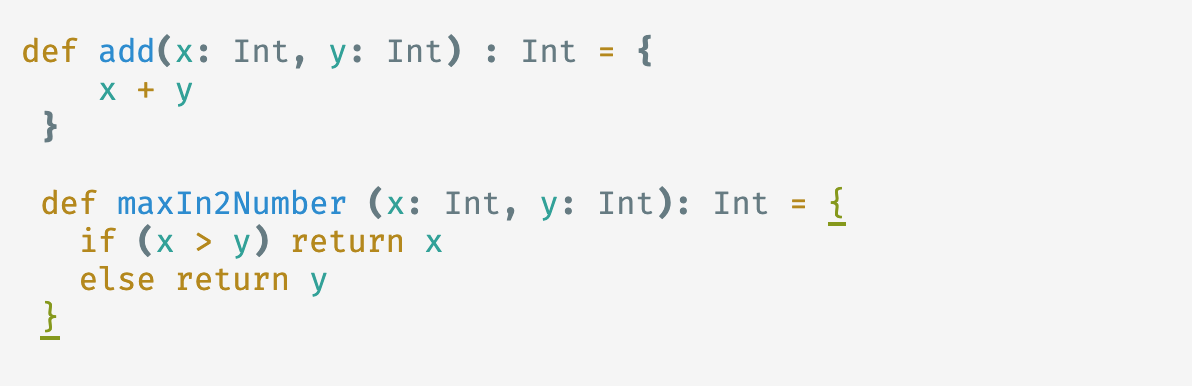 def add(x: Int, y: Int) : Int = {
    x + y
 }

 def maxIn2Number (x: Int, y: Int): Int = {
   if (x > y) return x
   else return y
 }